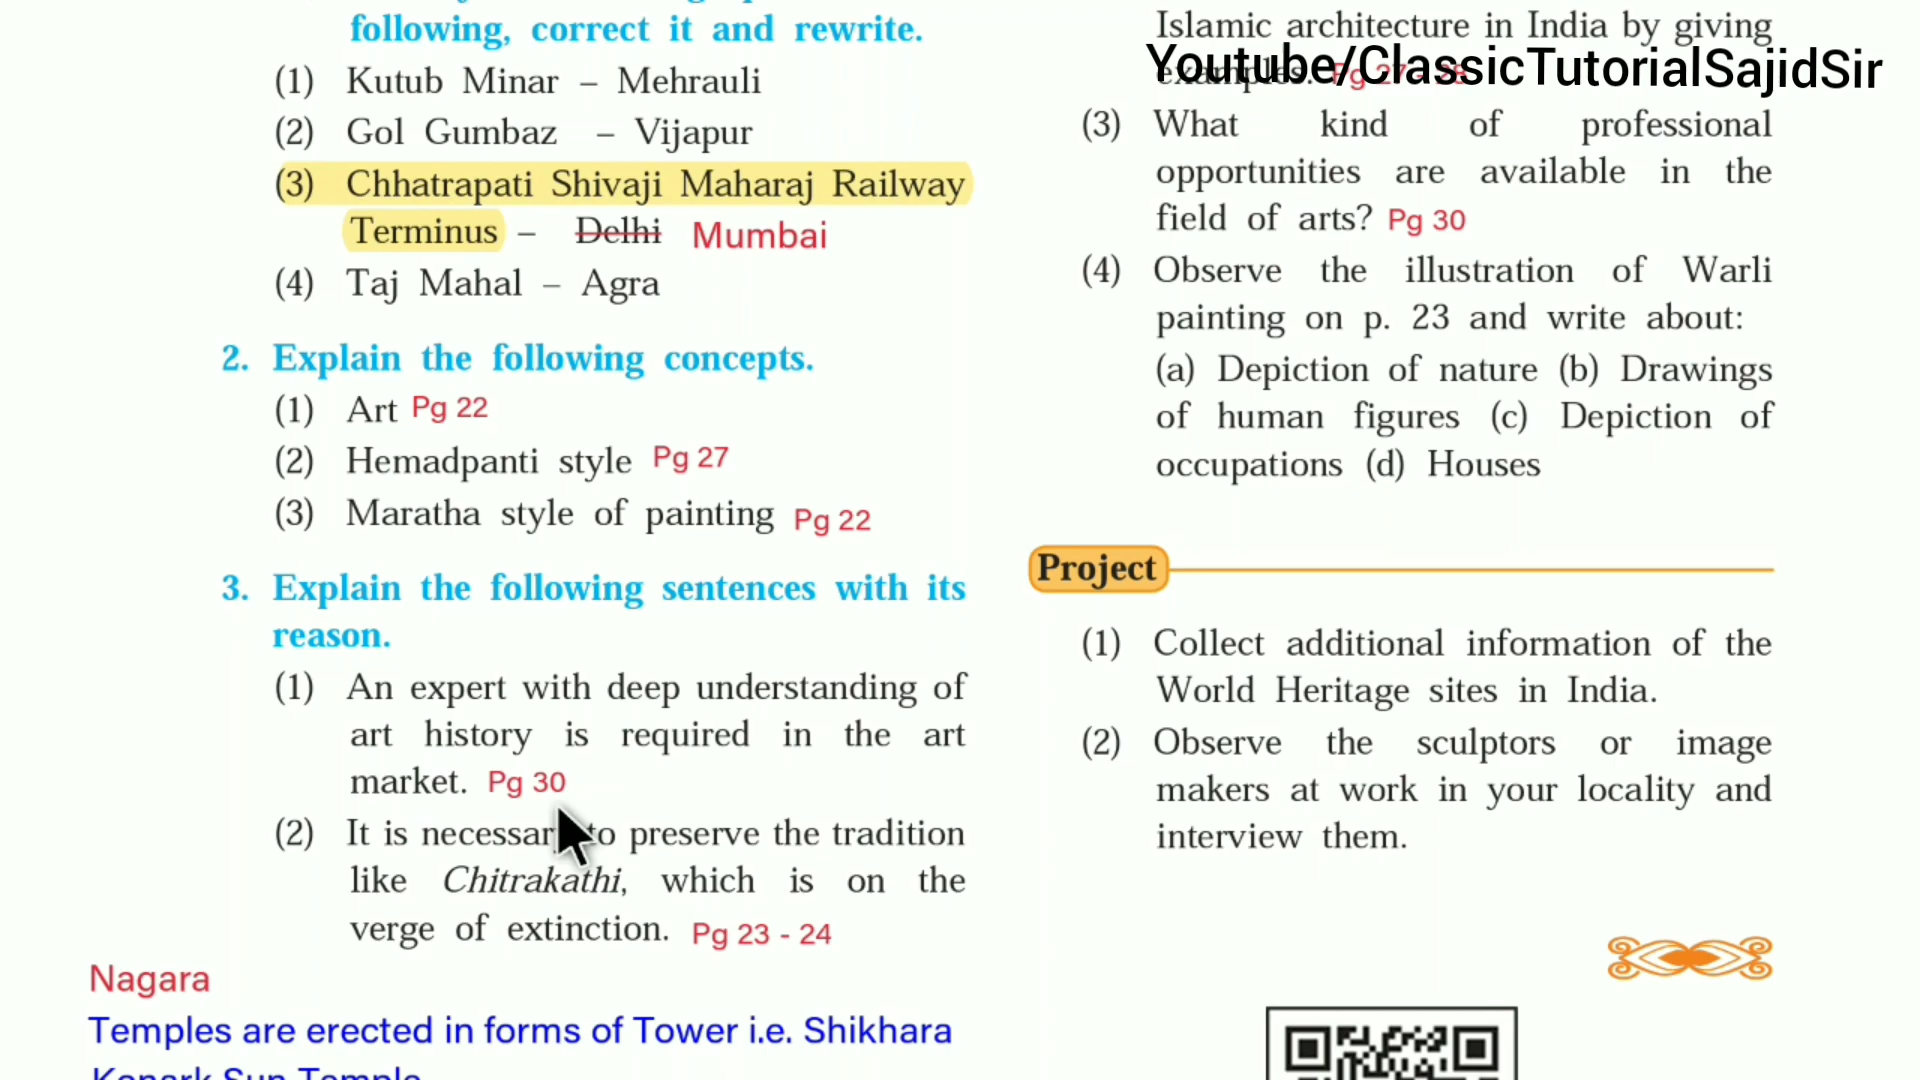 following, correct it and rewrite.
(1) Kutub Minar – Mehrauli
(2) Gol Gumbaz – Vijapur
(3) Chhatrapati Shivaji Maharaj Railway
Terminus – Delhi Mumbai
(4) Taj Mahal – Agra
2. Explain the following concepts.
(1) Art Pg 22
(2) Hemadpanti style Pg 27
(3) Maratha style of painting Pg 22
3. Explain the following sentences with its
reason.
(1) An expert with deep understanding of
art history is required in the art
market. Pg 30
(2) It is necessary to preserve the tradition
like Chitrakathi, which is on the
verge of extinction. Pg 23 - 24
Nagara
Temples are erected in forms of Tower i.e. Shikhara
Konark Sun Temple
Islamic architecture in India by giving
Youtube/ClassicTutorialSajidSir
examples.
(3) What kind of professional
opportunities are available in the
field of arts? Pg 30
(4) Observe the illustration of Warli
painting on p. 23 and write about:
(a) Depiction of nature (b) Drawings
of human figures (c) Depiction of
occupations (d) Houses
Project
(1) Collect additional information of the
World Heritage sites in India.
(2) Observe the sculptors or image
makers at work in your locality and
interview them.